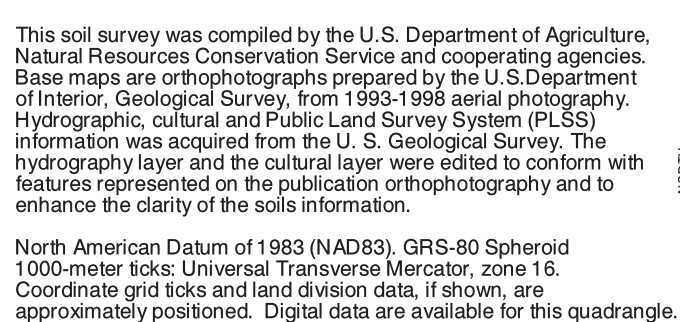 This soil survey was compiled by the U.S. Department of Agriculture,
Natural Resources Conservation Service and cooperating agencies.
Base maps are orthophotographs prepared by the U.S.Department
of Interior, Geological Survey, from 1993-1998 aerial photography.
Hydrographic, cultural and Public Land Survey System (PLSS)
information was acquired from the U. S. Geological Survey. The
hydrography layer and the cultural layer were edited to conform with
features represented on the publication orthophotography and to
enhance the clarity of the soils information.
North American Datum of 1983 (NAD83). GRS-80 Spheroid
1000-meter ticks: Universal Transverse Mercator, zone 16.
Coordinate grid ticks and land division data, if shown, are
approximately positioned.  Digital data are available for this quadrangle.